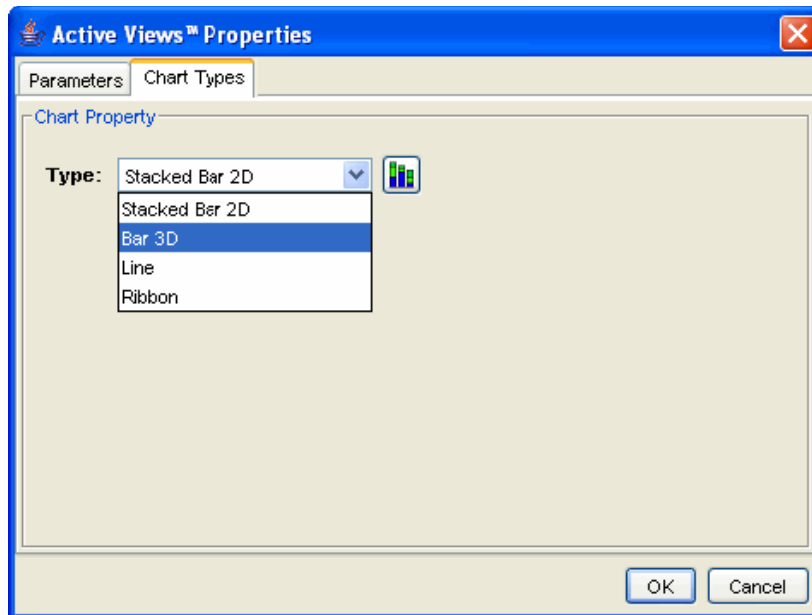 Active Views™ Properties
Parameters Chart Types
Chart Property
Type: Stacked Bar 2D
Stacked Bar 2D
Bar 3D
Line
Ribbon
OK Cancel